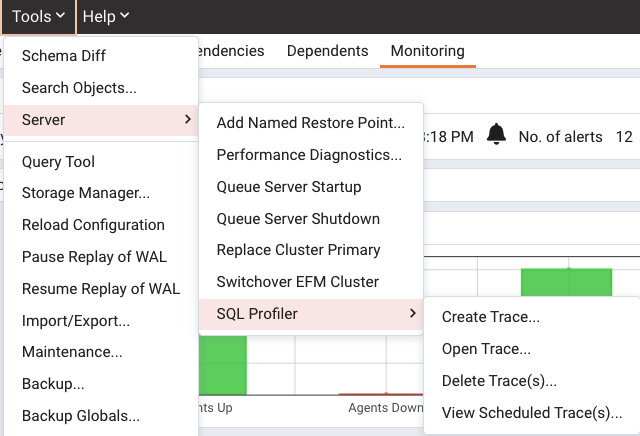 Tools Help
endencies Dependents Monitoring
Schema Diff
Search Objects...
Server
Add Named Restore Point...
:18 PM No. of alerts 12
Query Tool
Performance Diagnostics...
Storage Manager...
Queue Server Startup
Reload Configuration
Queue Server Shutdown
Pause Replay of WAL
Replace Cluster Primary
Resume Replay of WAL
Switchover EFM Cluster
Import/Export...
SQL Profiler
Create Trace...
Maintenance...
Open Trace...
Backup...
Delete Trace(s)...
Backup Globals...
nts Up Agents Down
View Scheduled Trace(s)...